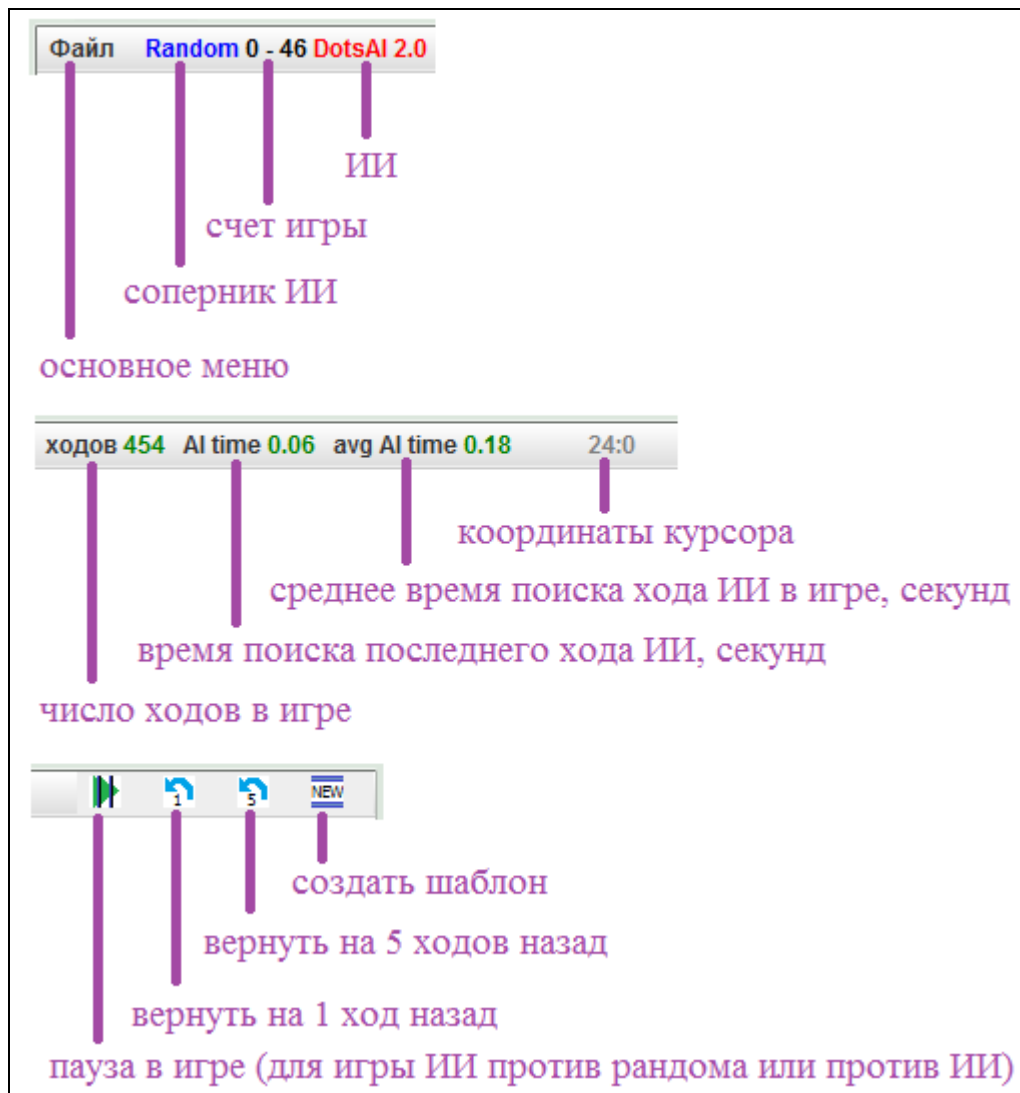 Файл Random 0 - 46 DotsAI 2.0
ИИ
счет игры
соперник ИИ
основное меню
ходов 454 AI time 0.06 avg AI time 0.18 24:0
координаты курсора
среднее время поиска хода ИИ в игре, секунд
время поиска последнего хода ИИ, секунд
число ходов в игре
1 5 NEW
создать шаблон
вернуть на 5 ходов назад
вернуть на 1 ход назад
пауза в игре (для игры ИИ против рандома или против ИИ)